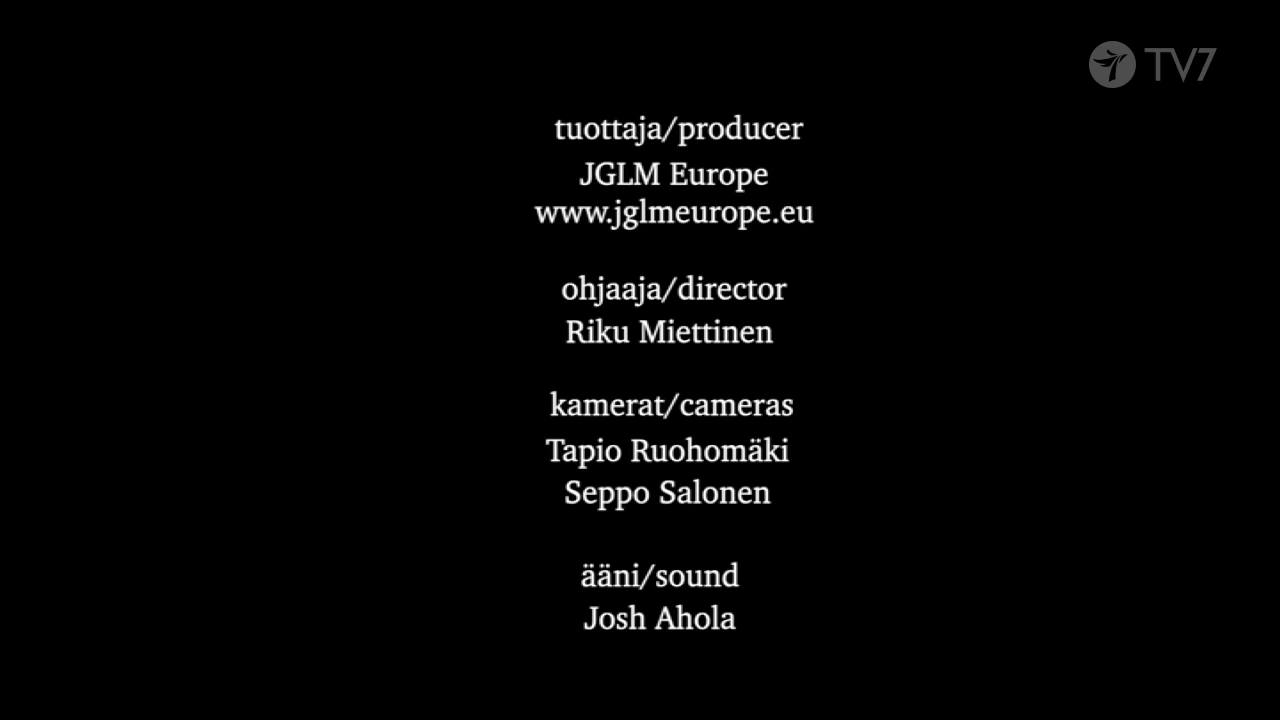 TV7
tuottaja/producer
JGLM Europe
www.jglmeurope.eu
ohjaaja/director
Riku Miettinen
kamerat/cameras
Tapio Ruohomäki
Seppo Salonen
ääni/sound
Josh Ahola